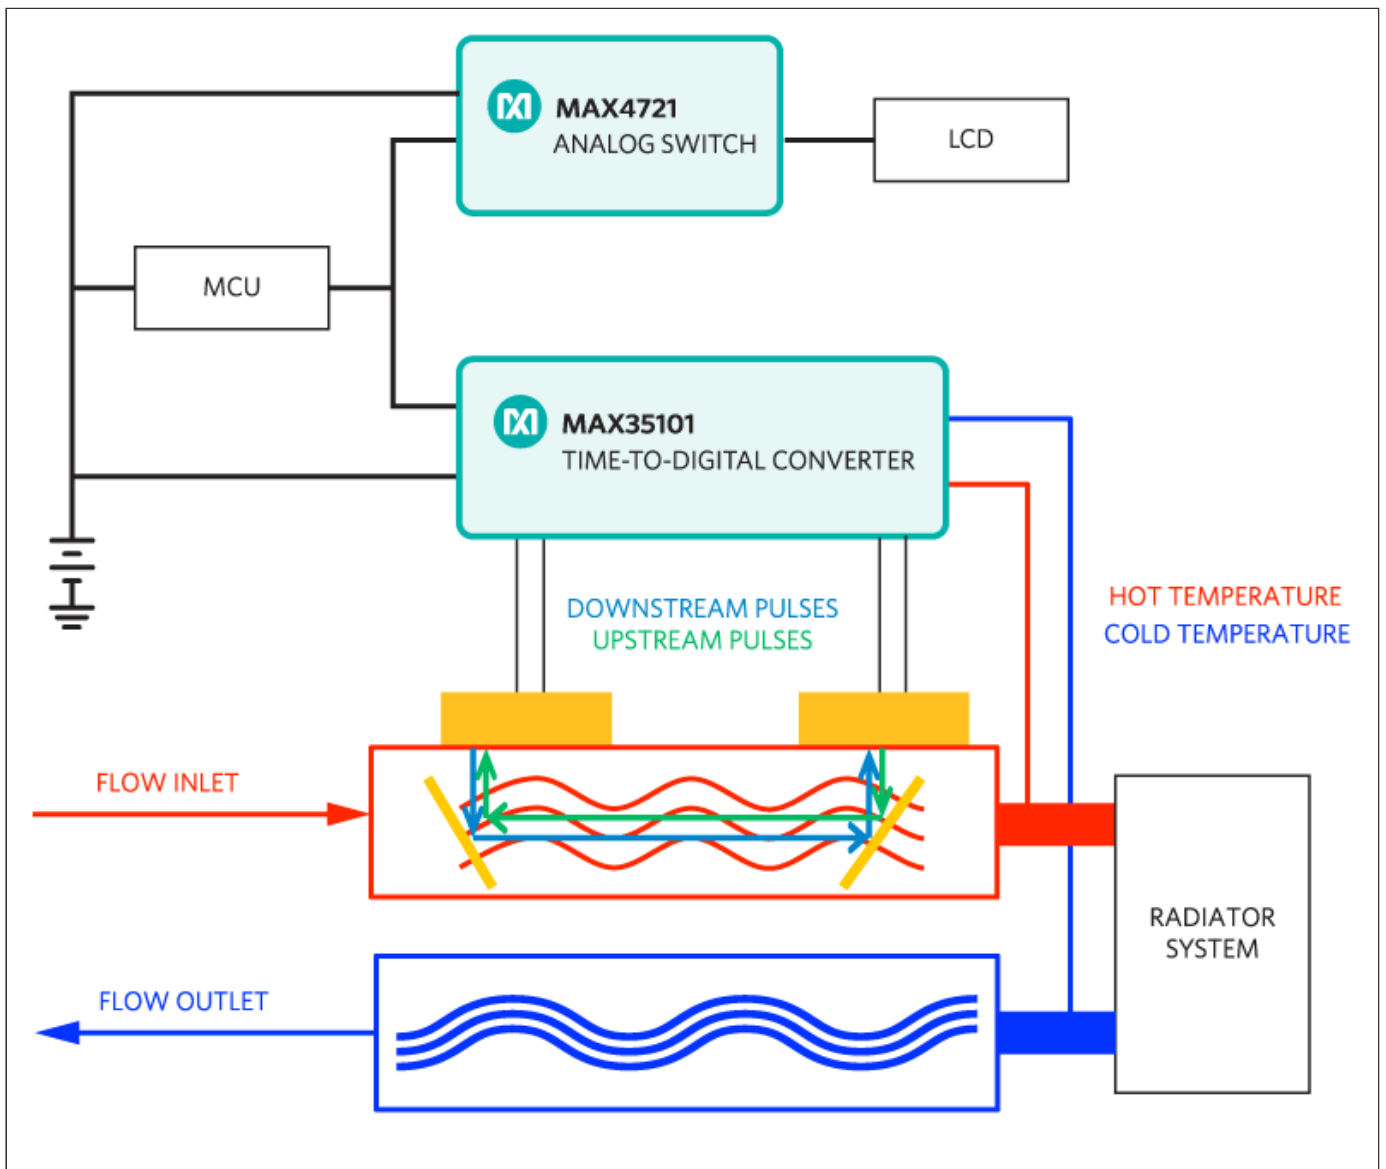 MAX4721
ANALOG SWITCH
LCD
MCU
MAX35101
TIME-TO-DIGITAL CONVERTER
DOWNSTREAM PULSES
UPSTREAM PULSES
HOT TEMPERATURE
COLD TEMPERATURE
FLOW INLET
RADIATOR
SYSTEM
FLOW OUTLET